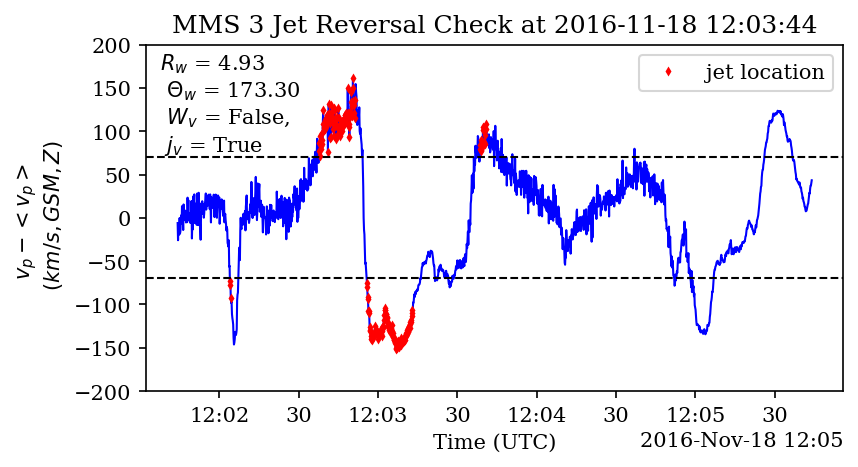 MMS 3 Jet Reversal Check at 2016-11-18 12:03:44
v_p - <v_p>
(km/s, GSM, Z)
200
150
100
50
0
−50
−100
−150
−200
R_w = 4.93
Θ_w = 173.30
W_v = False,
j_v = True
jet location
12:02 30 12:03 30 12:04 30 12:05 30
Time (UTC)
2016-Nov-18 12:05